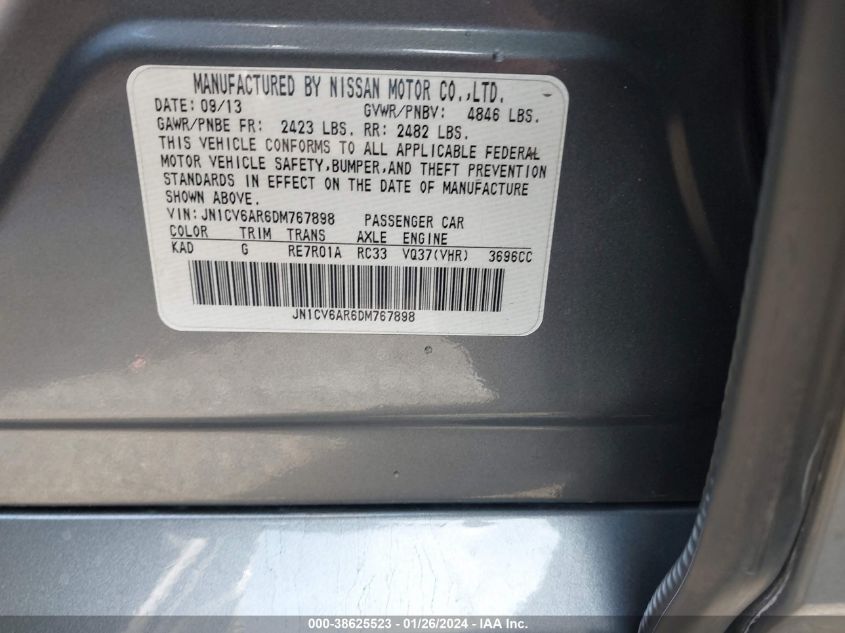 MANUFACTURED BY NISSAN MOTOR CO.,LTD.
DATE: 09/13 GVWR/PNBV: 4846 LBS.
GAWR/PNBE FR: 2423 LBS. RR: 2482 LBS.
THIS VEHICLE CONFORMS TO ALL APPLICABLE FEDERAL
MOTOR VEHICLE SAFETY,BUMPER,AND THEFT PREVENTION
STANDARDS IN EFFECT ON THE DATE OF MANUFACTURE
SHOWN ABOVE.
VIN: JN1CV6AR6DM767898 PASSENGER CAR
COLOR TRIM TRANS AXLE ENGINE
KAD G RE7R01A RC33 VQ37(VHR) 3696CC
JN1CV6AR6DM767898
000-38625523 - 01/26/2024 - IAA Inc.